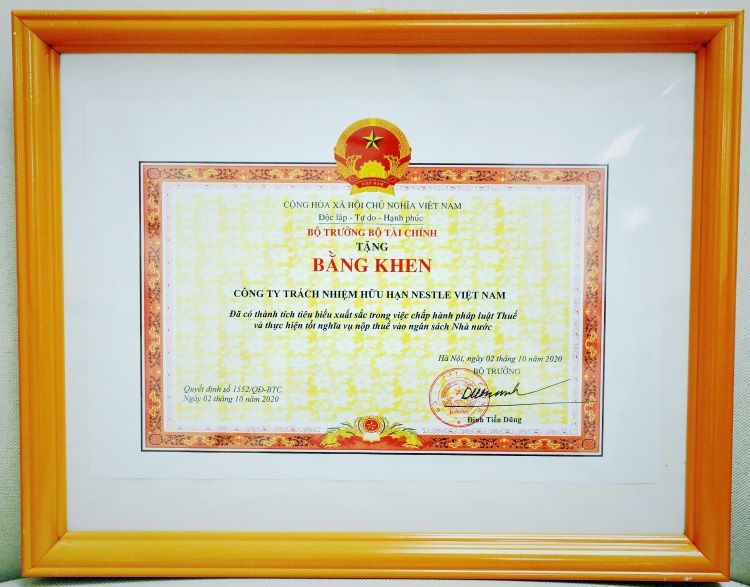 VIỆT NAM
CỘNG HÒA XÃ HỘI CHỦ NGHĨA VIỆT NAM
Độc lập - Tự do - Hạnh phúc
BỘ TRƯỞNG BỘ TÀI CHÍNH
TẶNG
BẰNG KHEN
CÔNG TY TRÁCH NHIỆM HỮU HẠN NESTLE VIỆT NAM
Đã có thành tích tiêu biểu xuất sắc trong việc chấp hành pháp luật Thuế
và thực hiện tốt nghĩa vụ nộp thuế vào ngân sách Nhà nước
Hà Nội, ngày 02 tháng 10 năm 2020
BỘ TRƯỞNG
Quyết định số 1552/QĐ-BTC
Ngày 02 tháng 10 năm 2020
Đinh Tiến Dũng